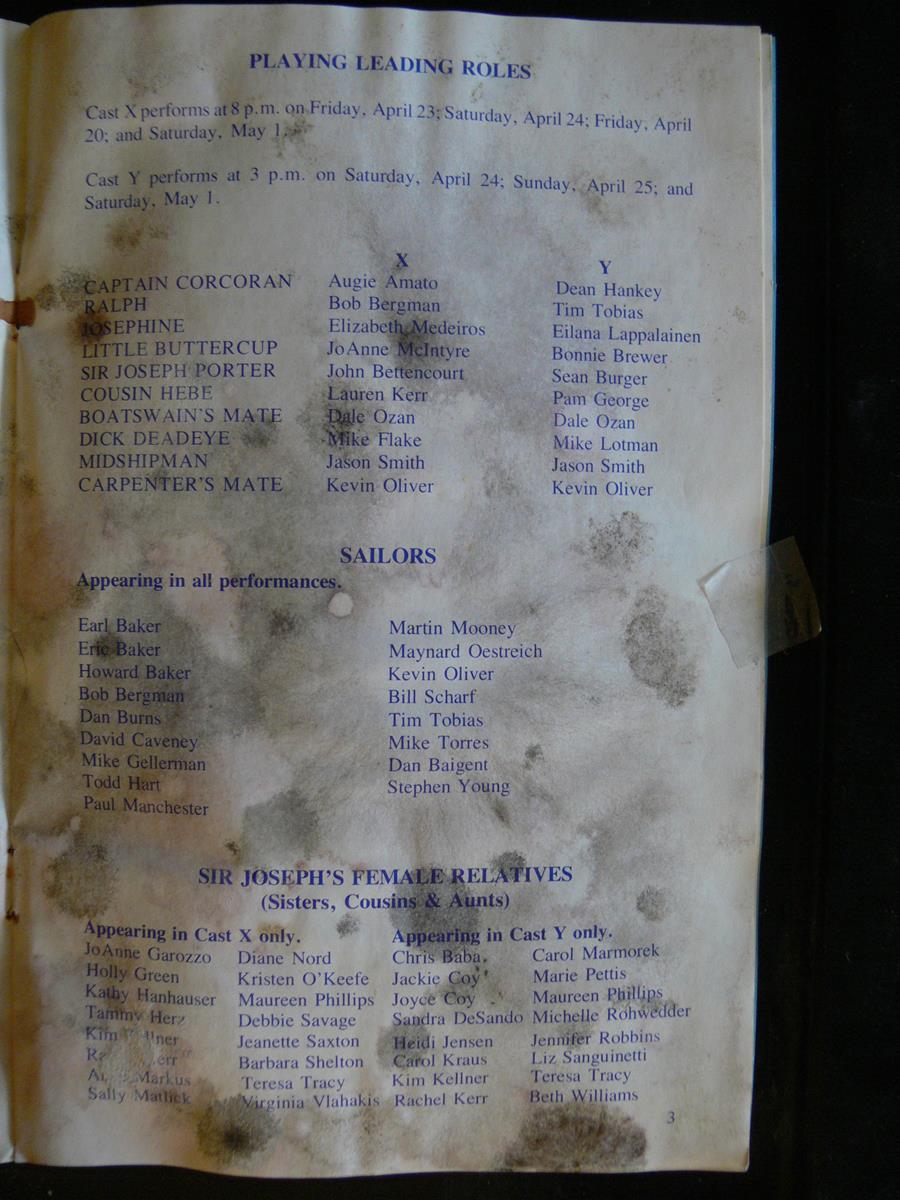 PLAYING LEADING ROLES
Cast X performs at 8 p.m. on Friday, April 23; Saturday, April 24; Friday, April
20; and Saturday, May 1.
Cast Y performs at 3 p.m. on Saturday, April 24; Sunday, April 25; and
Saturday, May 1.
X Y
CAPTAIN CORCORAN Augie Amato Dean Hankey
RALPH Bob Bergman Tim Tobias
JOSEPHINE Elizabeth Medeiros Eilana Lappalainen
LITTLE BUTTERCUP JoAnne McIntyre Bonnie Brewer
SIR JOSEPH PORTER John Bettencourt Sean Burger
COUSIN HEBE Lauren Kerr Pam George
BOATSWAIN'S MATE Dale Ozan Dale Ozan
DICK DEADEYE Mike Flake Mike Lotman
MIDSHIPMAN Jason Smith Jason Smith
CARPENTER'S MATE Kevin Oliver Kevin Oliver
SAILORS
Appearing in all performances.
Earl Baker Martin Mooney
Eric Baker Maynard Oestreich
Howard Baker Kevin Oliver
Bob Bergman Bill Scharf
Dan Burns Tim Tobias
David Caveney Mike Torres
Mike Gellerman Dan Baigent
Todd Hart Stephen Young
Paul Manchester
SIR JOSEPH'S FEMALE RELATIVES
(Sisters, Cousins & Aunts)
Appearing in Cast X only. Appearing in Cast Y only.
JoAnne Garozzo Diane Nord Chris Baba Carol Marmorek
Holly Green Kristen O'Keefe Jackie Coy Marie Pettis
Kathy Hanhauser Maureen Phillips Joyce Coy Maureen Phillips
Tammy Debbie Savage Sandra DeSando Michelle Rohwedder
Kim Jeanette Saxton Heidi Jensen Jennifer Robbins
Barbara Shelton Carol Kraus Liz Sanguinetti
Markus Teresa Tracy Kim Kellner Teresa Tracy
Sally Matlick Virginia Vlahakis Rachel Kerr Beth Williams
3